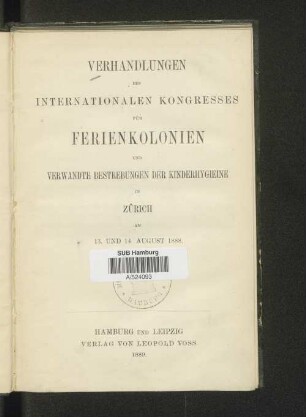 VERHANDLUNGEN
DES
INTERNATIONALEN KONGRESSES
FÜR
FERIENKOLONIEN
UND
VERWANDTE BESTREBUNGEN DER KINDERHYGIEINE
IN
ZÜRICH
AM
13. UND 14. AUGUST 1888.
SUB Hamburg
A/524093
HAMBURG UND LEIPZIG
VERLAG VON LEOPOLD VOSS.
1889.